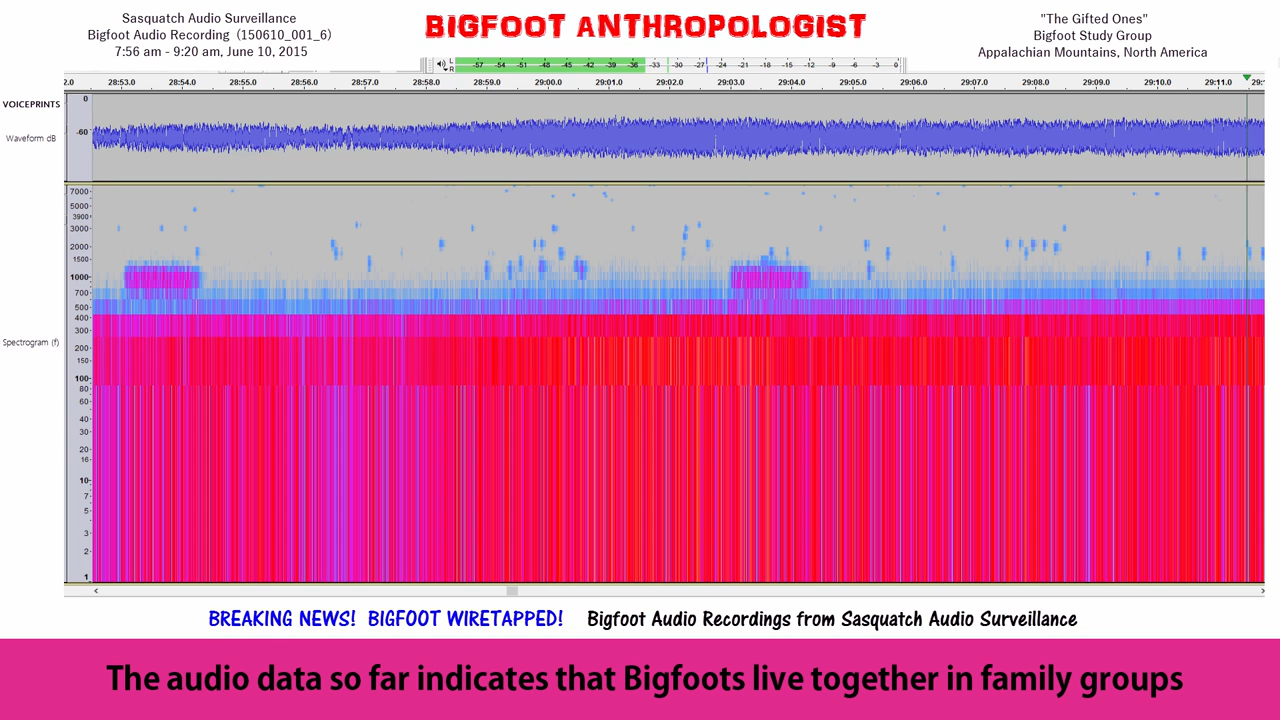 Sasquatch Audio Surveillance
Bigfoot Audio Recording (150610_001_6)
7:56 am - 9:20 am, June 10, 2015
BIGFOOT ANTHROPOLOGIST
"The Gifted Ones"
Bigfoot Study Group
Appalachian Mountains, North America
L
R
-57 -54 -51 -48 -45 -42 -39 -36 -33 -30 -27 -24 -21 -18 -15 -12 -9 -6 -3 0
2.0 28:53.0 28:54.0 28:55.0 28:56.0 28:57.0 28:58.0 28:59.0 29:00.0 29:01.0 29:02.0 29:03.0 29:04.0 29:05.0 29:06.0 29:07.0 29:08.0 29:09.0 29:10.0 29:11.0 29:1
VOICEPRINTS
0
-60
Waveform dB
7000
5000
3900
3000
2000
1500
1000
700
500
400
300
Spectrogram (f)
200
150
100
80
60
40
30
20
16
10
7
5
3
2
1
BREAKING NEWS! BIGFOOT WIRETAPPED! Bigfoot Audio Recordings from Sasquatch Audio Surveillance
The audio data so far indicates that Bigfoots live together in family groups